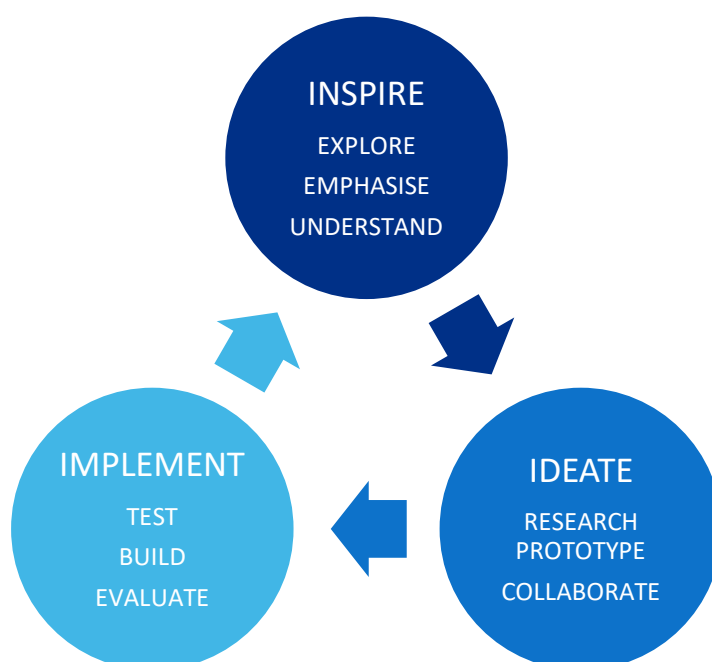 INSPIRE
EXPLORE
EMPHASISE
UNDERSTAND
IDEATE
RESEARCH
PROTOTYPE
COLLABORATE
IMPLEMENT
TEST
BUILD
EVALUATE